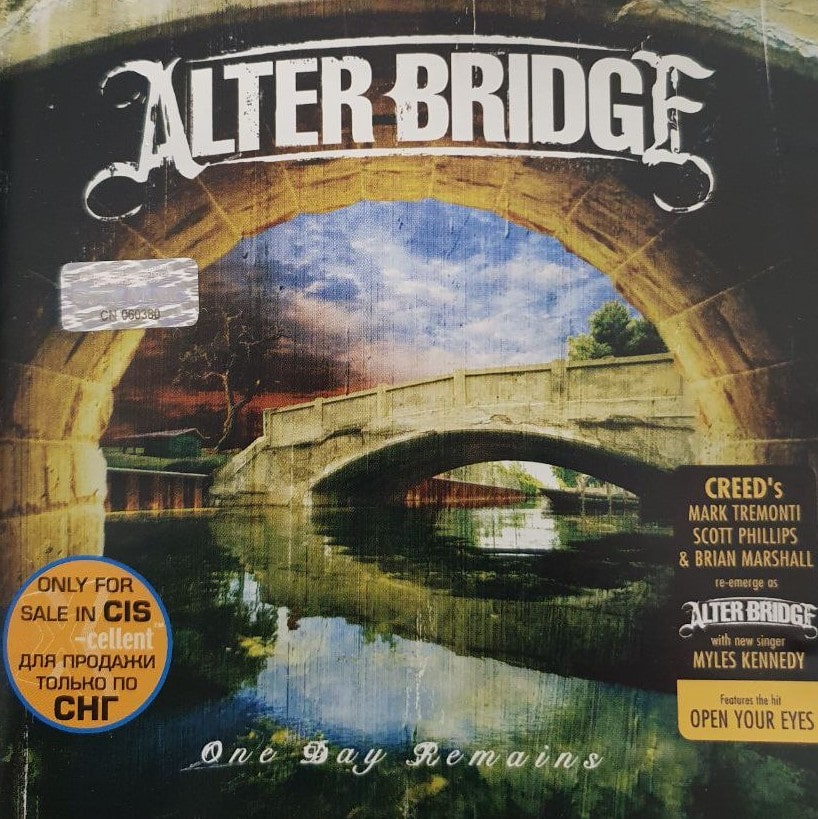 ALTER BRIDGE
CN 060360
CREED's
MARK TREMONTI
SCOTT PHILLIPS
& BRIAN MARSHALL
re-emerge as
ALTER BRIDGE
with new singer
MYLES KENNEDY
Features the hit
OPEN YOUR EYES
ONLY FOR
SALE IN CIS
X-cellent™
ДЛЯ ПРОДАЖИ
ТОЛЬКО ПО
СНГ
One Day Remains